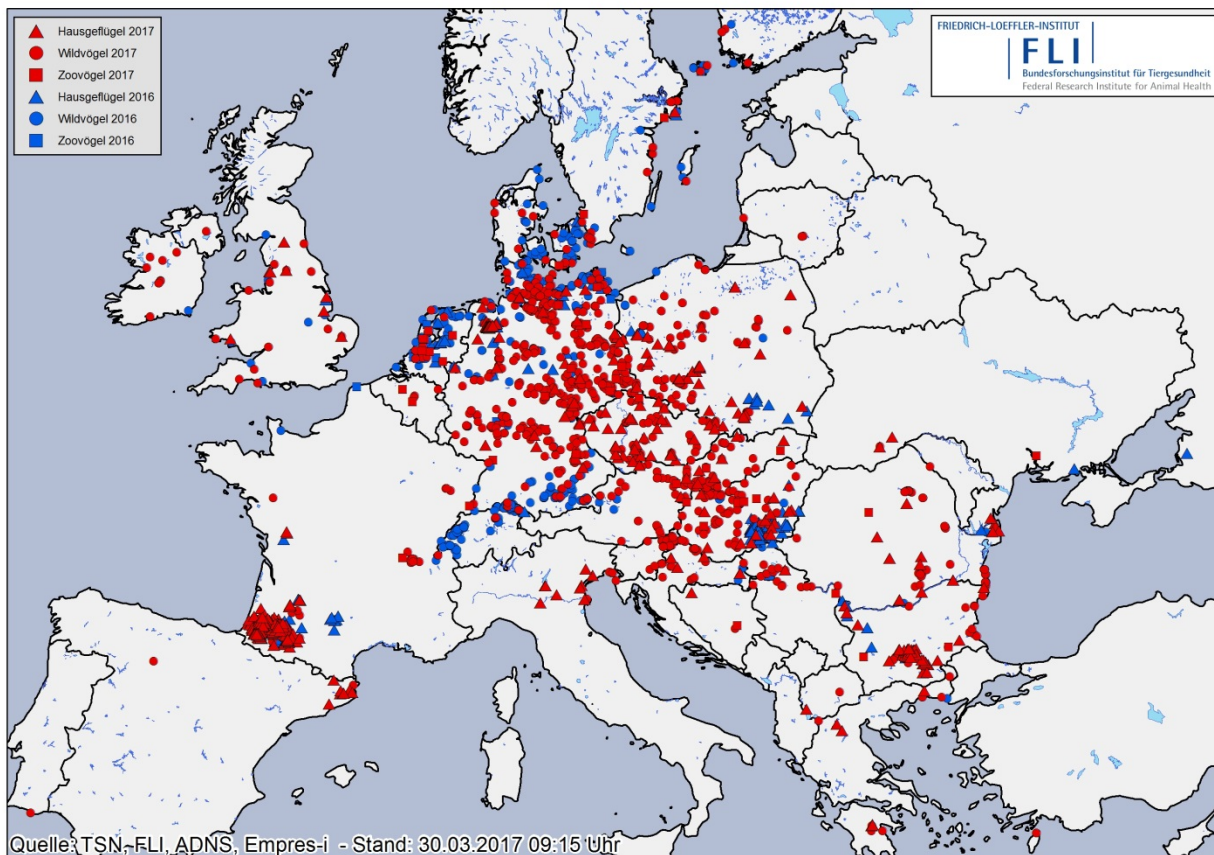 Hausgeflügel 2017
Wildvögel 2017
Zoovögel 2017
Hausgeflügel 2016
Wildvögel 2016
Zoovögel 2016
FRIEDRICH-LOEFFLER-INSTITUT
FLI
Bundesforschungsinstitut für Tiergesundheit
Federal Research Institute for Animal Health
Quelle: TSN, FLI, ADNS, Empres-i - Stand: 30.03.2017 09:15 Uhr